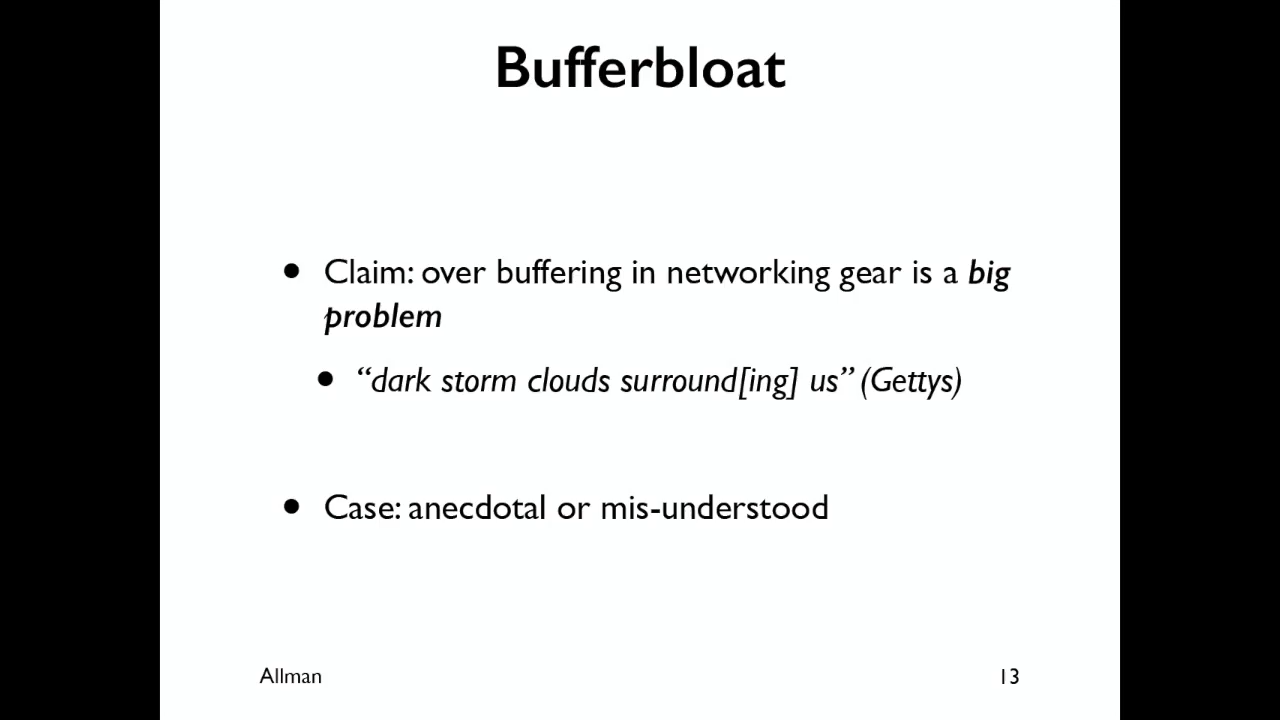 Bufferbloat
• Claim: over buffering in networking gear is a big
problem
• “dark storm clouds surround[ing] us” (Gettys)
• Case: anecdotal or mis-understood
Allman
13